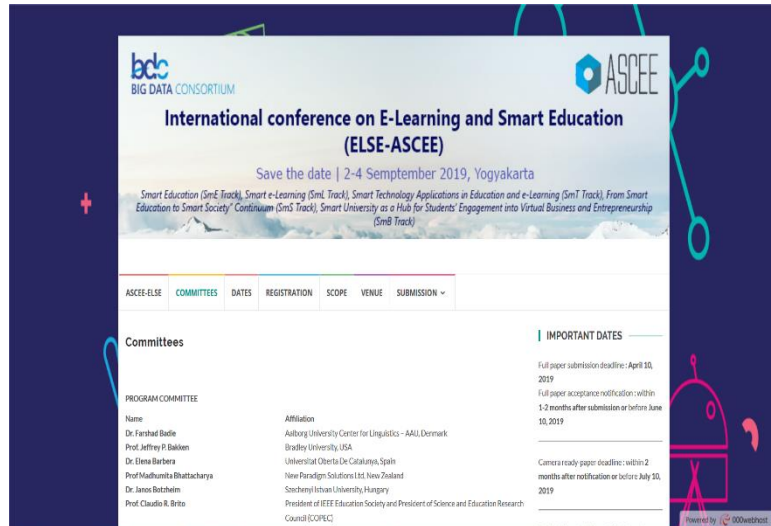 bdc
BIG DATA CONSORTIUM
ASCEE
International conference on E-Learning and Smart Education
(ELSE-ASCEE)
Save the date | 2-4 Semptember 2019, Yogyakarta
Smart Education (SmE Track), Smart e-Learning (SmL Track), Smart Technology Applications in Education and e-Learning (SmT Track), From Smart
Education to Smart Society" Continuum (SmS Track), Smart University as a Hub for Students' Engagement into Virtual Business and Entrepreneurship
(SmB Track)
ASCEE-ELSE COMMITTEES DATES REGISTRATION SCOPE VENUE SUBMISSION
Committees
PROGRAM COMMITTEE
Name Affiliation
Dr. Farshad Badie Aalborg University Center for Linguistics – AAU, Denmark
Prof. Jeffrey P. Bakken Bradley University, USA
Dr. Elena Barbera Universitat Oberta De Catalunya, Spain
Prof Madhumita Bhattacharya New Paradigm Solutions Ltd, New Zealand
Dr. Janos Botzheim Szechenyi Istvan University, Hungary
Prof. Claudio R. Brito President of IEEE Education Society and President of Science and Education Research
Council (COPEC)
IMPORTANT DATES
Full paper submission deadline : April 10,
2019
Full paper acceptance notification : within
1-2 months after submission or before June
10, 2019
Camera ready-paper deadline : within 2
months after notification or before July 10,
2019
Powered by 000webhost